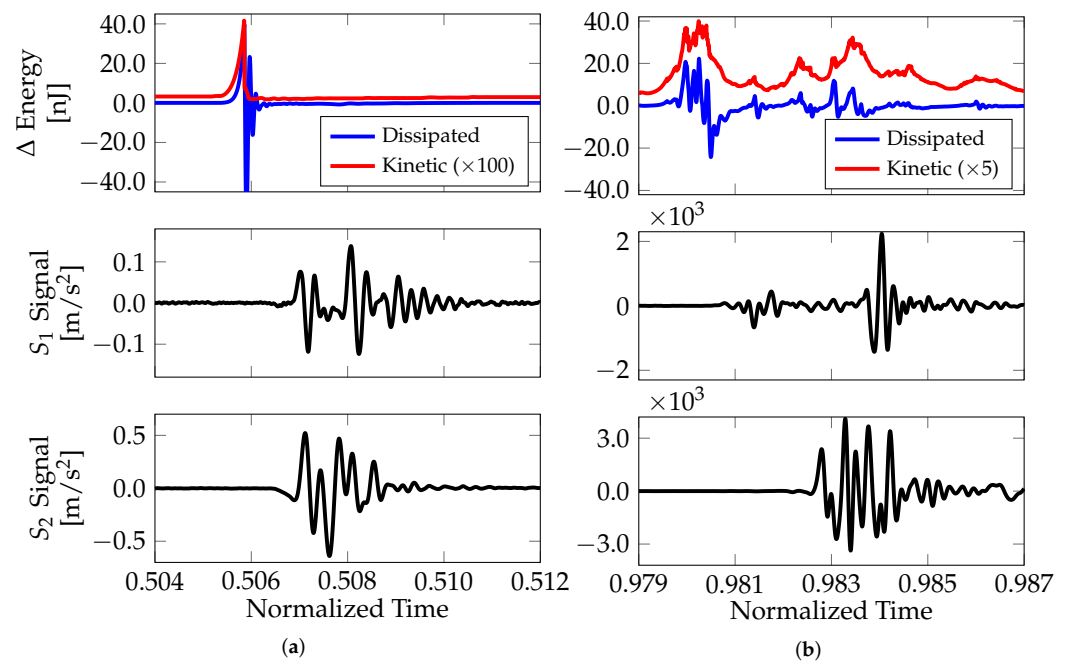 Δ Energy
[nJ]
40.0
20.0
0.0
−20.0
−40.0
Dissipated
Kinetic (×100)
40.0
20.0
0.0
−20.0
−40.0
Dissipated
Kinetic (×5)
S₁ Signal
[m/s²]
0.1
0.0
−0.1
×10³
2
0
−2
S₂ Signal
[m/s²]
0.5
0.0
−0.5
×10³
3.0
0.0
−3.0
0.504 0.506 0.508 0.510 0.512
Normalized Time
(a)
0.979 0.981 0.983 0.985 0.987
Normalized Time
(b)